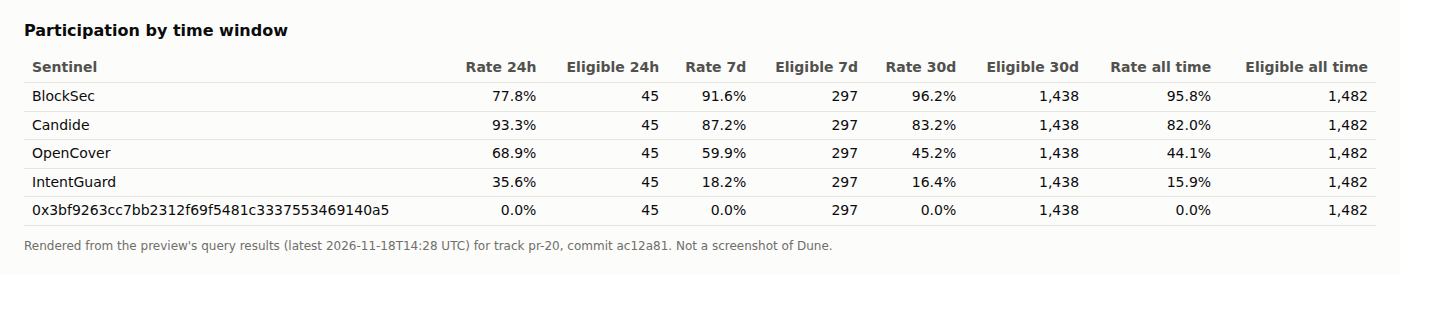 Participation by time window
Sentinel Rate 24h Eligible 24h Rate 7d Eligible 7d Rate 30d Eligible 30d Rate all time Eligible all time
BlockSec 77.8% 45 91.6% 297 96.2% 1,438 95.8% 1,482
Candide 93.3% 45 87.2% 297 83.2% 1,438 82.0% 1,482
OpenCover 68.9% 45 59.9% 297 45.2% 1,438 44.1% 1,482
IntentGuard 35.6% 45 18.2% 297 16.4% 1,438 15.9% 1,482
0x3bf9263cc7bb2312f69f5481c3337553469140a5 0.0% 45 0.0% 297 0.0% 1,438 0.0% 1,482
Rendered from the preview's query results (latest 2026-11-18T14:28 UTC) for track pr-20, commit ac12a81. Not a screenshot of Dune.